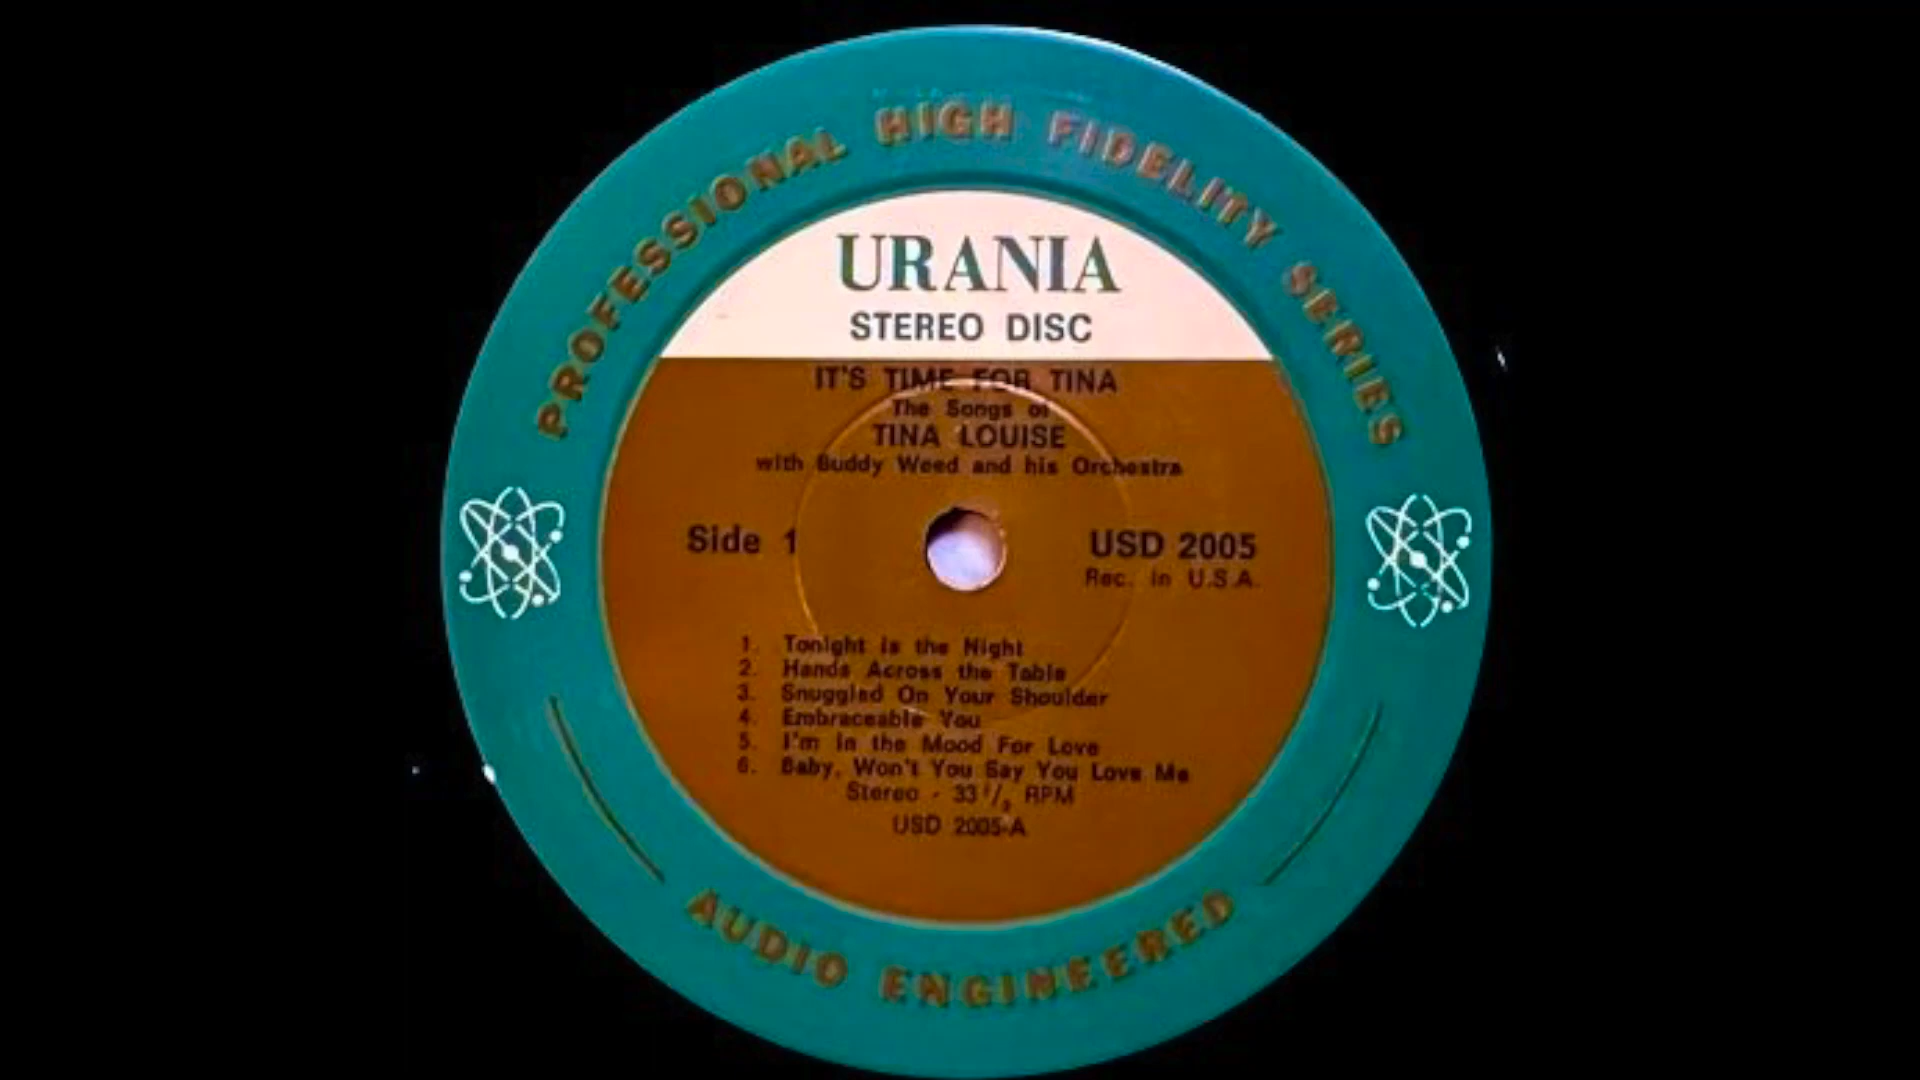 PROFESSIONAL HIGH FIDELITY SERIES
URANIA
STEREO DISC
IT'S TIME FOR TINA
The Songs of
TINA LOUISE
with Buddy Weed and his Orchestra
Side 1
USD 2005
Rec. in U.S.A.
1. Tonight is the Night
2. Hands Across the Table
3. Snuggled On Your Shoulder
4. Embraceable You
5. I'm In the Mood For Love
6. Baby, Won't You Say You Love Me
Stereo - 33 1/3 RPM
USD 2005-A
AUDIO ENGINEERED